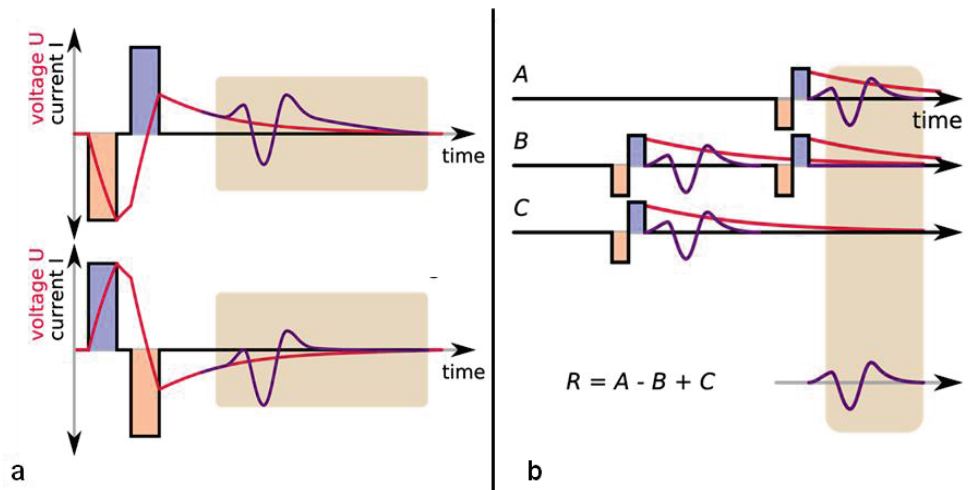 voltage U
current I
time
voltage U
current I
time
a
A
time
B
C
R = A - B + C
b